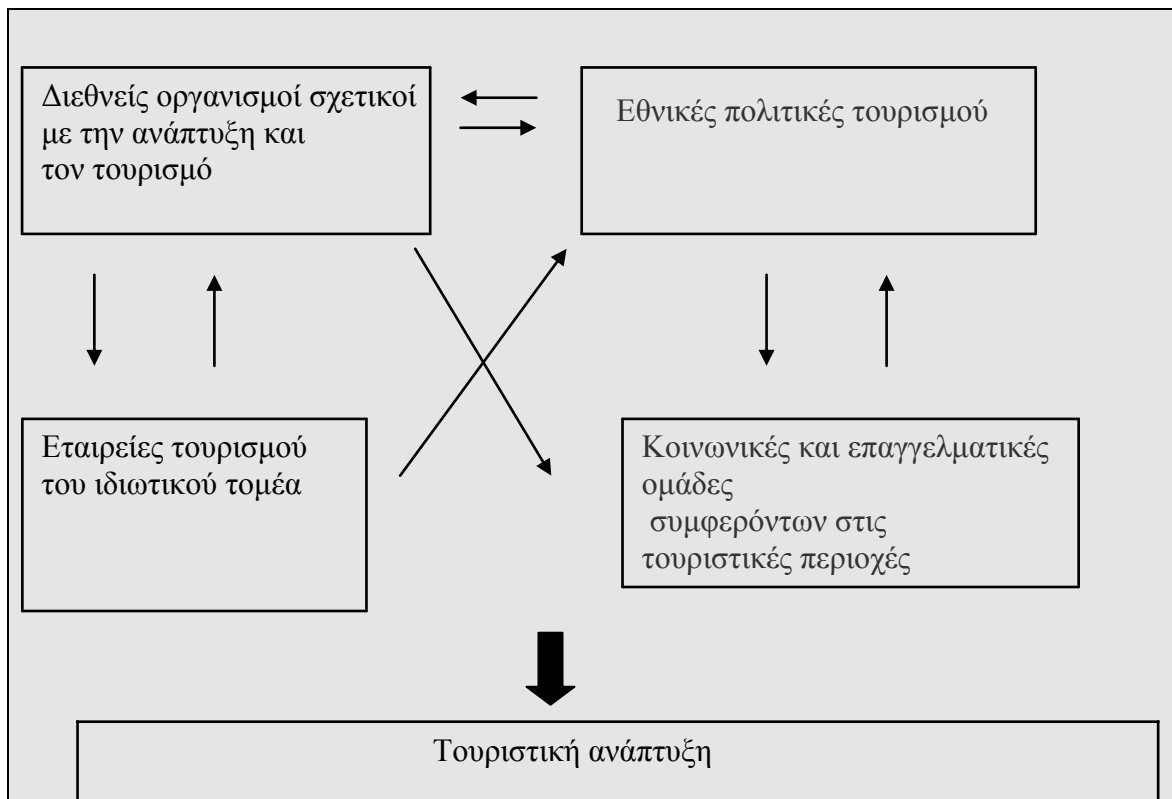 Διεθνείς οργανισμοί σχετικοί
με την ανάπτυξη και
τον τουρισμό
Εθνικές πολιτικές τουρισμού
Εταιρείες τουρισμού
του ιδιωτικού τομέα
Κοινωνικές και επαγγελματικές
ομάδες
συμφερόντων στις
τουριστικές περιοχές
Τουριστική ανάπτυξη